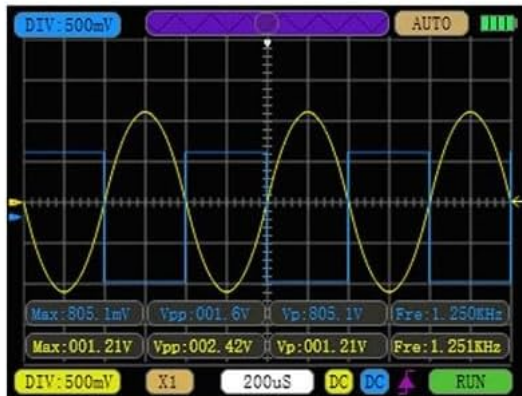 DIV:500mV AUTO
Max:805.1mV Vpp:001.6V Vp:805.1V Fre:1.250KHz
Max:001.21V Vpp:002.42V Vp:001.21V Fre:1.251KHz
DIV:500mV X1 200uS DC DC RUN